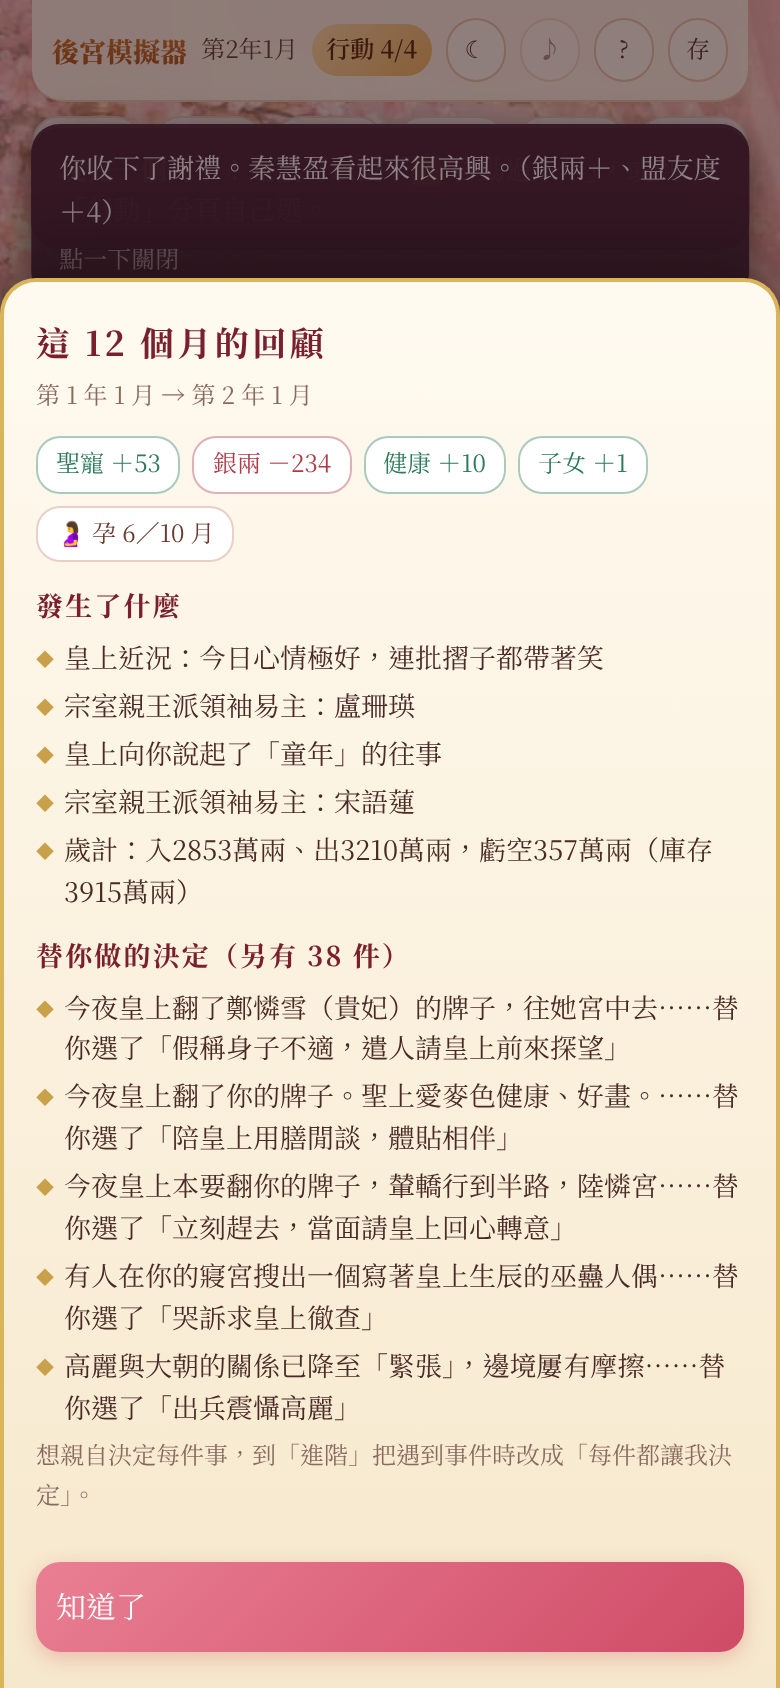 後宮模擬器 第2年1月 行動 4/4 ☾ ♪ ? 存
你收下了謝禮。秦慧盈看起來很高興。(銀兩＋、盟友度
＋4)
點一下關閉
這 12 個月的回顧
第 1 年 1 月 → 第 2 年 1 月
聖寵 ＋53 銀兩 －234 健康 ＋10 子女 ＋1
孕 6／10 月
發生了什麼
◆ 皇上近況：今日心情極好，連批摺子都帶著笑
◆ 宗室親王派領袖易主：盧珊瑛
◆ 皇上向你說起了「童年」的往事
◆ 宗室親王派領袖易主：宋語蓮
◆ 歲計：入2853萬兩、出3210萬兩，虧空357萬兩（庫存
3915萬兩）
替你做的決定（另有 38 件）
◆ 今夜皇上翻了鄭憐雪（貴妃）的牌子，往她宮中去……替
你選了「假稱身子不適，遣人請皇上前來探望」
◆ 今夜皇上翻了你的牌子。聖上愛麥色健康、好畫。……替
你選了「陪皇上用膳閒談，體貼相伴」
◆ 今夜皇上本要翻你的牌子，輦轎行到半路，陸憐宮……替
你選了「立刻趕去，當面請皇上回心轉意」
◆ 有人在你的寢宮搜出一個寫著皇上生辰的巫蠱人偶……替
你選了「哭訴求皇上徹查」
◆ 高麗與大朝的關係已降至「緊張」，邊境屢有摩擦……替
你選了「出兵震懾高麗」
想親自決定每件事，到「進階」把遇到事件時改成「每件都讓我決
定」。
知道了